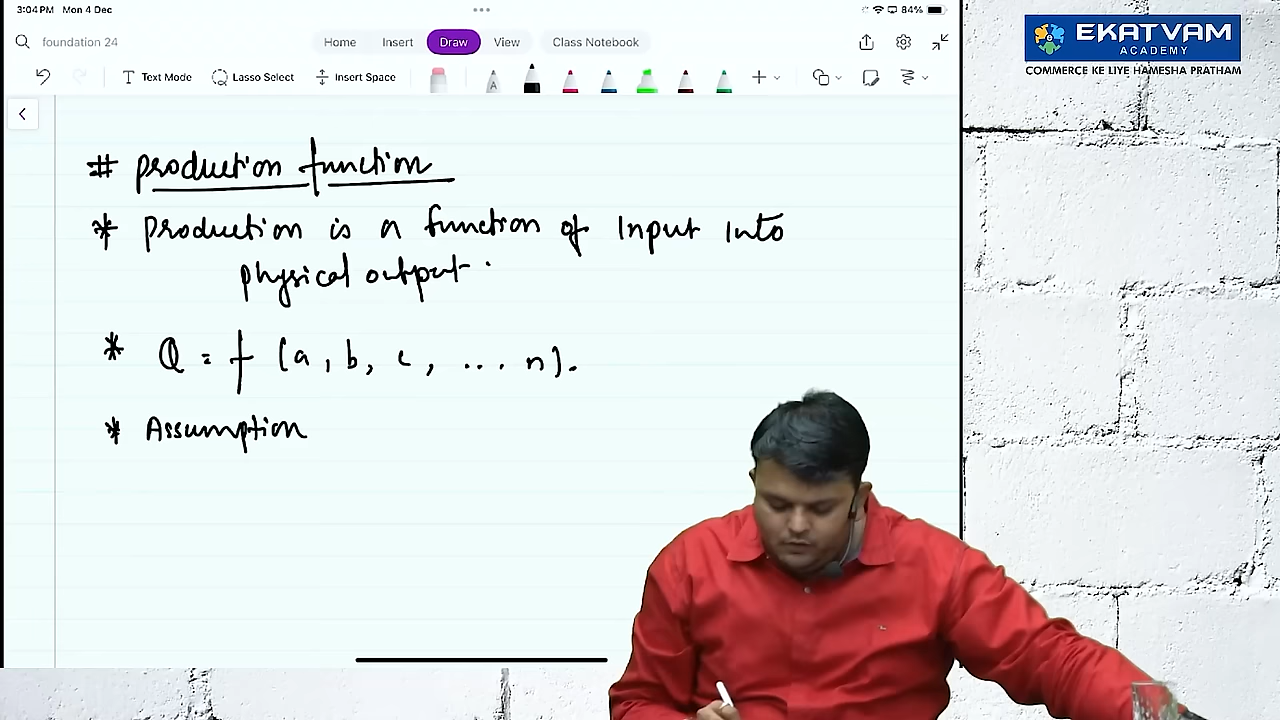 3:04 PM Mon 4 Dec
84%
foundation 24
Home Insert Draw View Class Notebook
Text Mode Lasso Select Insert Space
A
EKATVAM
ACADEMY
COMMERCE KE LIYE HAMESHA PRATHAM
# production function
* Production is a function of Input into
physical output.
* Q = f (a, b, c, ... n).
* Assumption